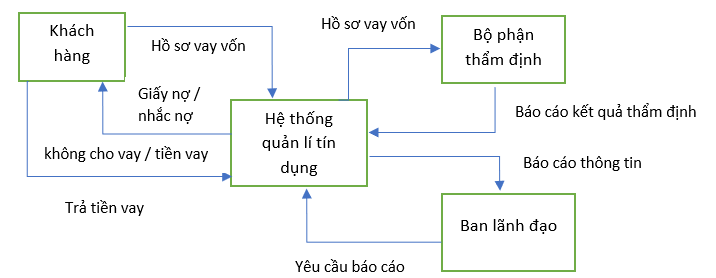 Khách
hàng
Hồ sơ vay vốn
Hồ sơ vay vốn
Bộ phận
thẩm định
Giấy nợ /
nhắc nợ
Hệ thống
quản lí tín
dụng
Báo cáo kết quả thẩm định
không cho vay / tiền vay
Báo cáo thông tin
Trả tiền vay
Ban lãnh đạo
Yêu cầu báo cáo